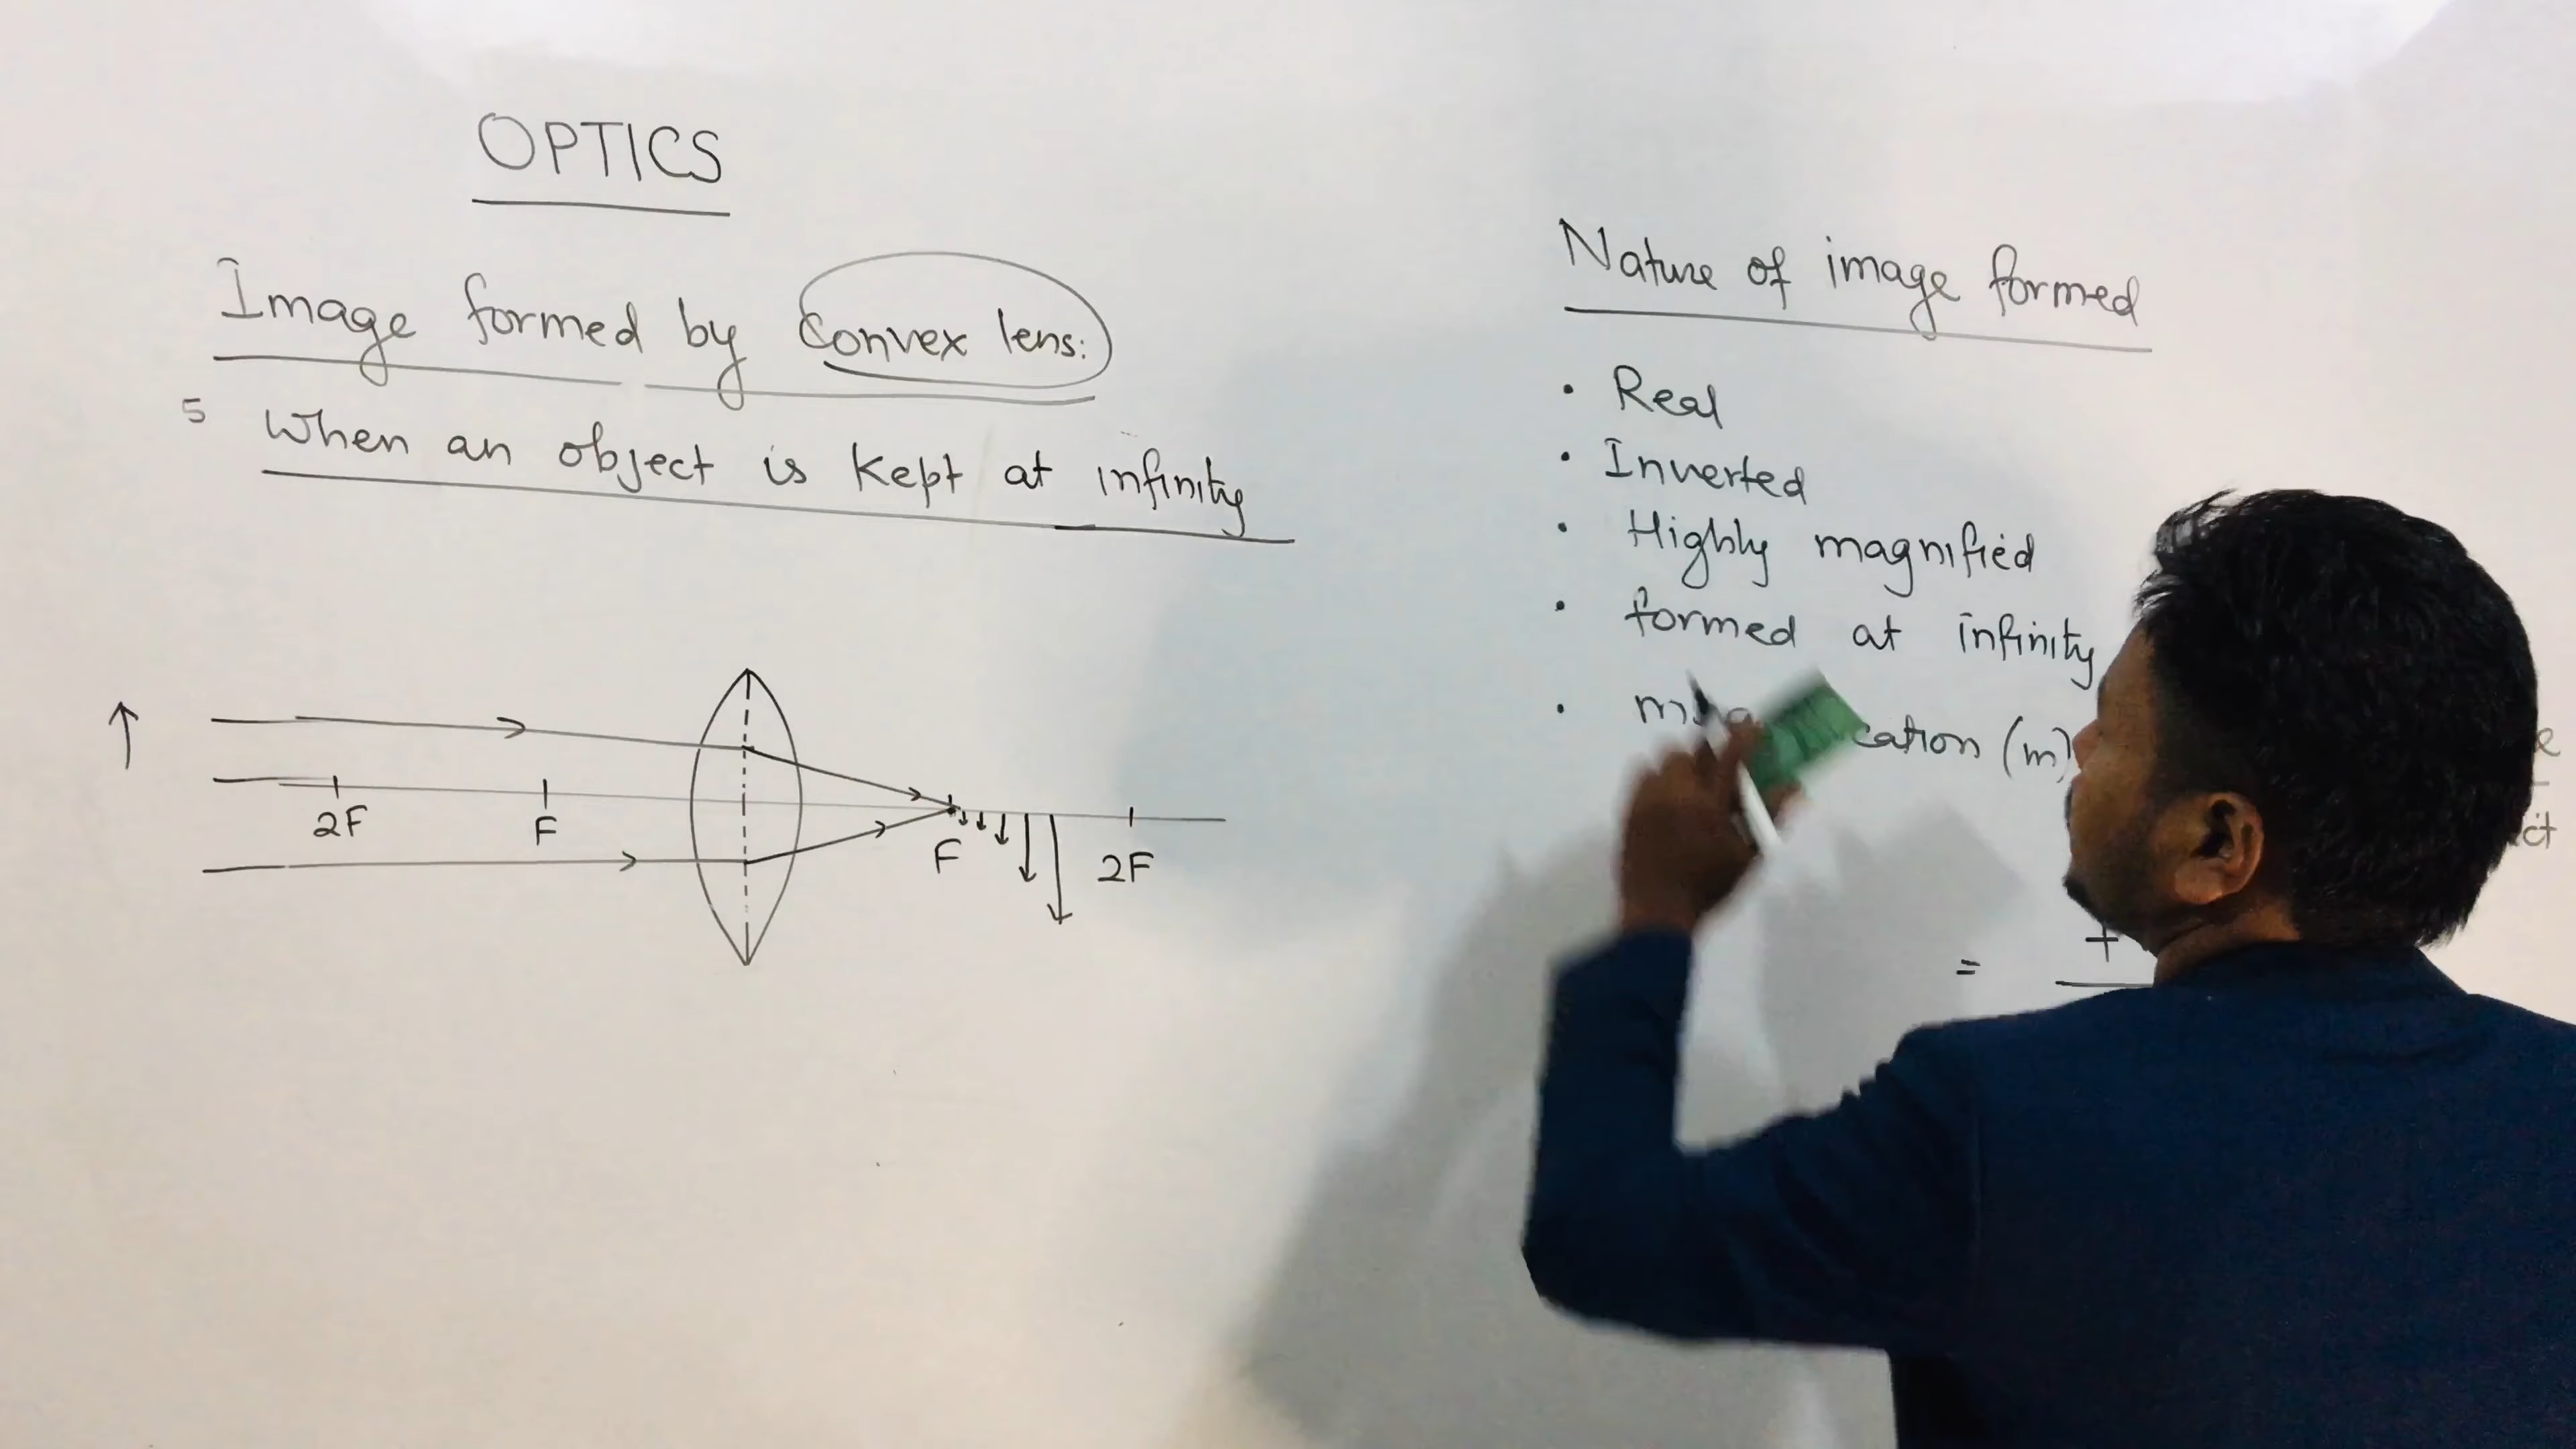 OPTICS
Image formed by Convex lens:
5 When an object is kept at infinity
2F F F 2F
Nature of image formed
• Real
• Inverted
• Highly magnified
• formed at infinity
• (m)
= +